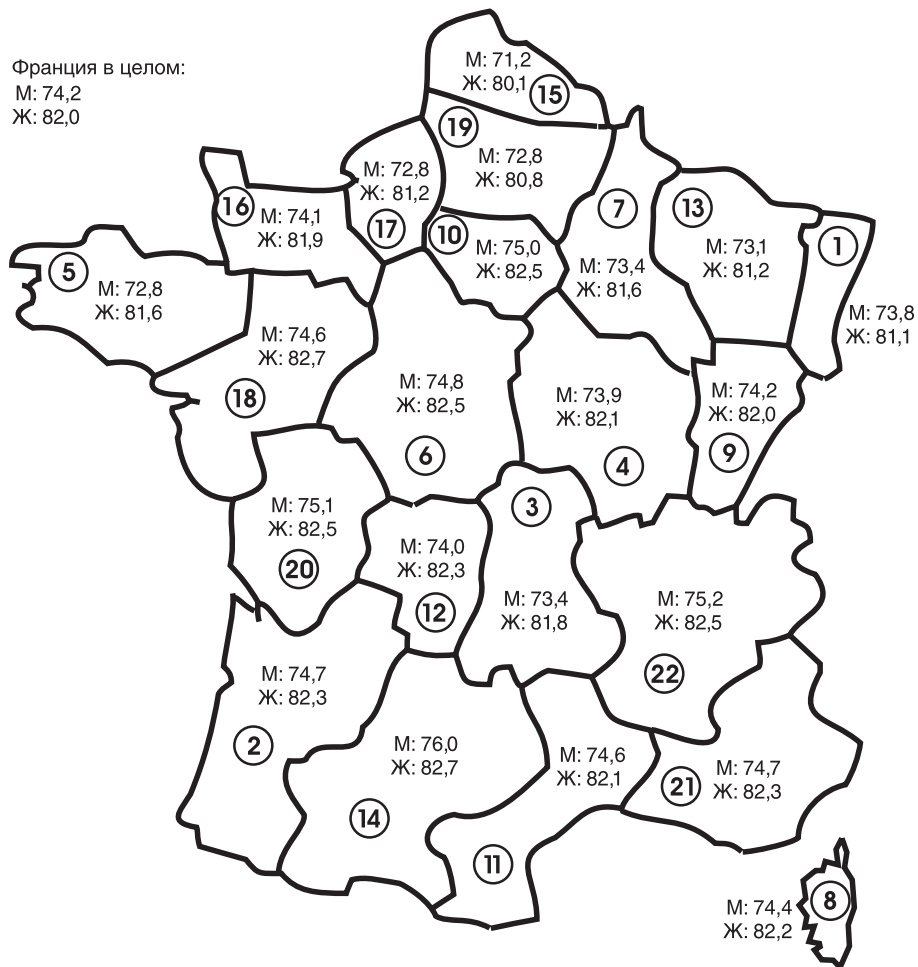 Франция в целом:
М: 74,2
Ж: 82,0
М: 71,2
Ж: 80,1
15
19
М: 72,8
Ж: 80,8
М: 72,8
Ж: 81,2
17
16
М: 74,1
Ж: 81,9
10
М: 75,0
Ж: 82,5
7
М: 73,4
Ж: 81,6
13
М: 73,1
Ж: 81,2
1
М: 73,8
Ж: 81,1
5
М: 72,8
Ж: 81,6
М: 74,6
Ж: 82,7
18
М: 74,8
Ж: 82,5
6
М: 73,9
Ж: 82,1
4
М: 74,2
Ж: 82,0
9
М: 75,1
Ж: 82,5
20
М: 74,0
Ж: 82,3
12
3
М: 73,4
Ж: 81,8
М: 75,2
Ж: 82,5
22
М: 74,7
Ж: 82,3
2
М: 76,0
Ж: 82,7
14
М: 74,6
Ж: 82,1
11
21
М: 74,7
Ж: 82,3
8
М: 74,4
Ж: 82,2